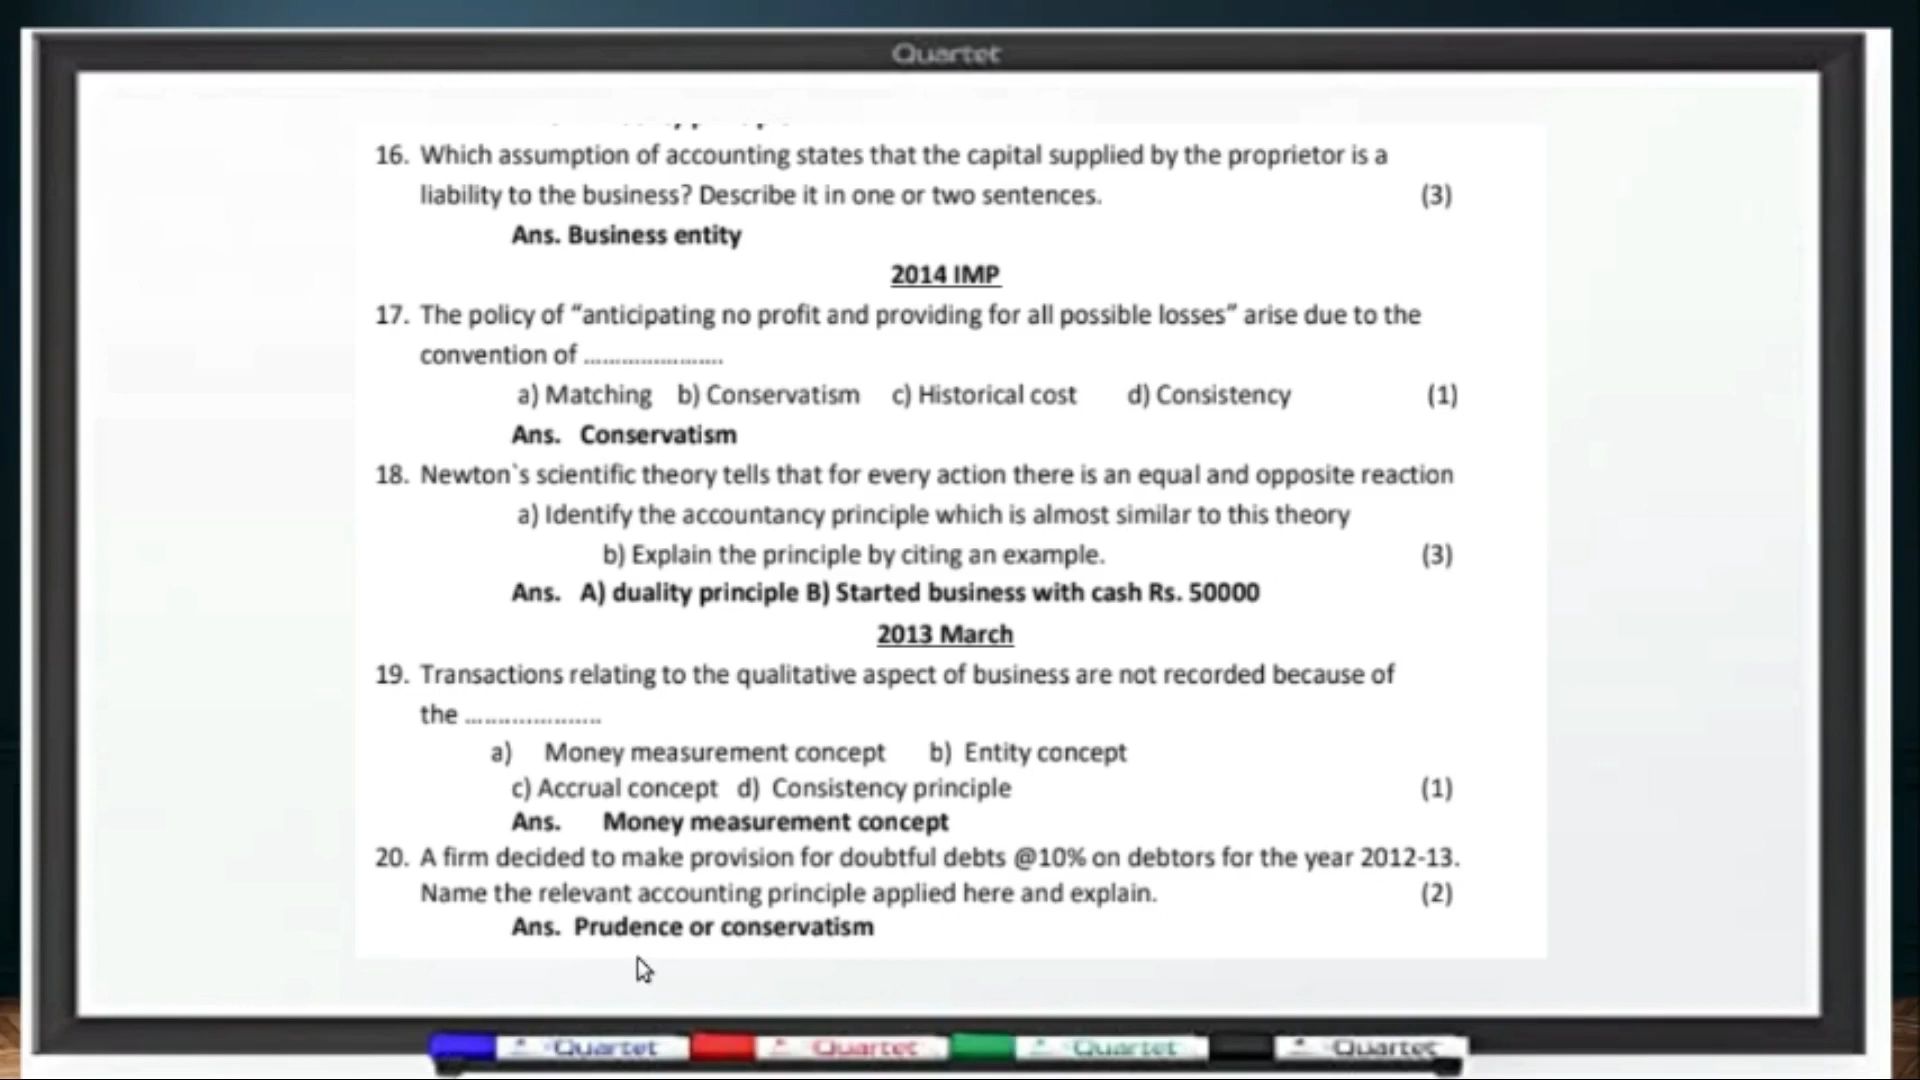 Quartet
16. Which assumption of accounting states that the capital supplied by the proprietor is a
liability to the business? Describe it in one or two sentences. (3)
Ans. Business entity
2014 IMP
17. The policy of “anticipating no profit and providing for all possible losses” arise due to the
convention of ......................
a) Matching b) Conservatism c) Historical cost d) Consistency (1)
Ans. Conservatism
18. Newton`s scientific theory tells that for every action there is an equal and opposite reaction
a) Identify the accountancy principle which is almost similar to this theory
b) Explain the principle by citing an example. (3)
Ans. A) duality principle B) Started business with cash Rs. 50000
2013 March
19. Transactions relating to the qualitative aspect of business are not recorded because of
the .....................
a) Money measurement concept b) Entity concept
c) Accrual concept d) Consistency principle (1)
Ans. Money measurement concept
20. A firm decided to make provision for doubtful debts @10% on debtors for the year 2012-13.
Name the relevant accounting principle applied here and explain. (2)
Ans. Prudence or conservatism
Quartet Quartet Quartet Quartet